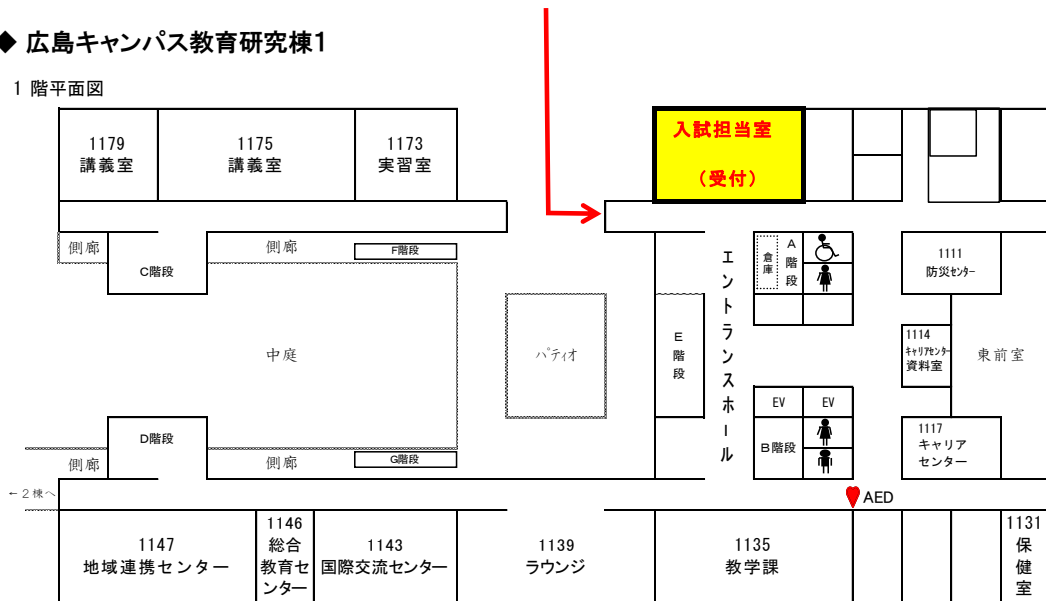 ◆ 広島キャンパス教育研究棟1
1 階平面図
1179
講義室
1175
講義室
1173
実習室
入試担当室
（受付）
側廊
側廊
F階段
C階段
エントランスホール
倉庫
A階段
1111
防災ｾﾝﾀｰ
中庭
パティオ
E階段
1114
ｷｬﾘｱｾﾝﾀｰ
資料室
東前室
EV
EV
D階段
B階段
1117
キャリア
センター
側廊
側廊
G階段
←２棟へ
AED
1147
地域連携センター
1146
総合
教育セ
ンター
1143
国際交流センター
1139
ラウンジ
1135
教学課
1131
保
健
室